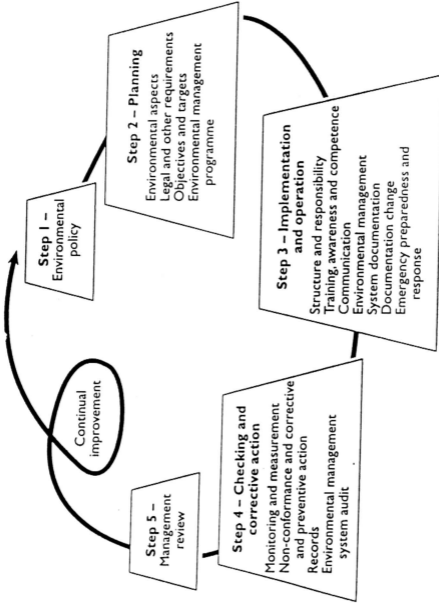 Step 1 –
Environmental
policy
Step 2 – Planning
Environmental aspects
Legal and other requirements
Objectives and targets
Environmental management
programme
Step 3 – Implementation
and operation
Structure and responsibility
Training, awareness and competence
Communication
Environmental management
System documentation
Documentation change
Emergency preparedness and
response
Step 4 – Checking and
corrective action
Monitoring and measurement
Non-conformance and corrective
and preventive action
Records
Environmental management
system audit
Step 5 –
Management
review
Continual
improvement